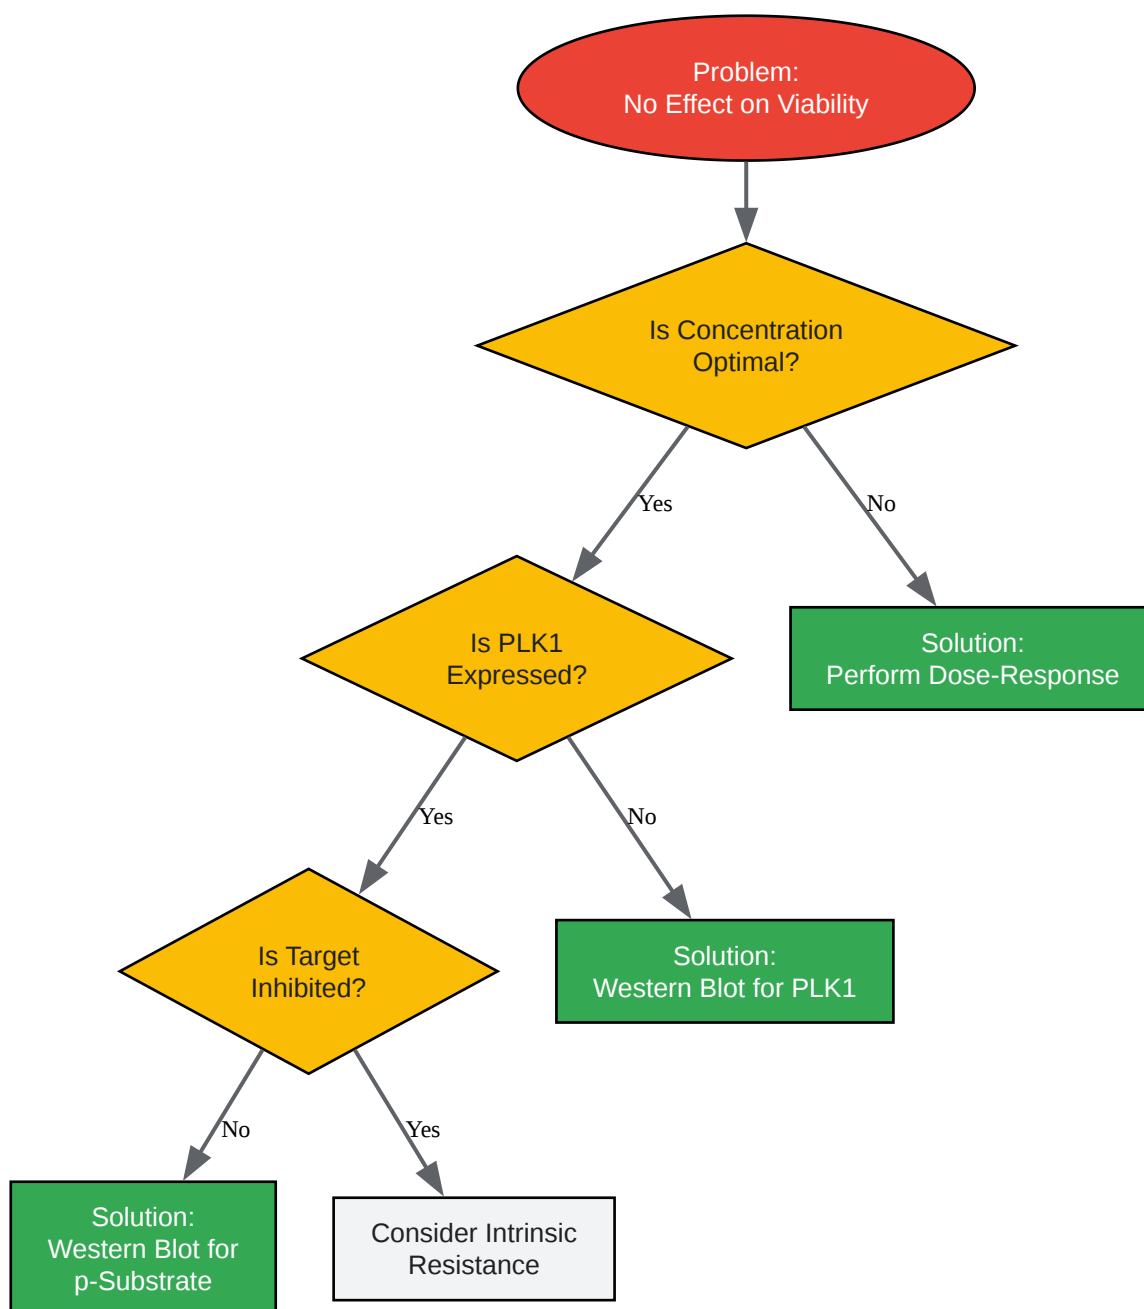 Problem:
No Effect on Viability
Is Concentration
Optimal?
Yes
No
Is PLK1
Expressed?
Solution:
Perform Dose-Response
Yes
No
Is Target
Inhibited?
Solution:
Western Blot for PLK1
No
Yes
Solution:
Western Blot for
p-Substrate
Consider Intrinsic
Resistance